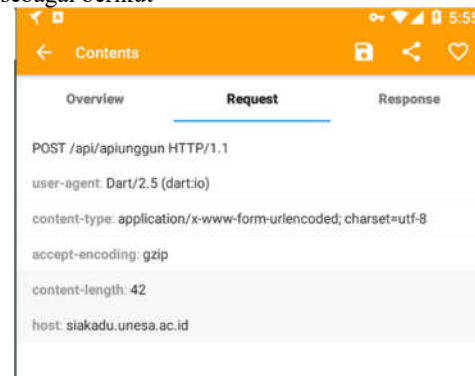 sebagai berikut
5:55
Contents
Overview Request Response
POST /api/apiunggun HTTP/1.1
user-agent: Dart/2.5 (dart:io)
content-type: application/x-www-form-urlencoded; charset=utf-8
accept-encoding: gzip
content-length: 42
host: siakadu.unesa.ac.id